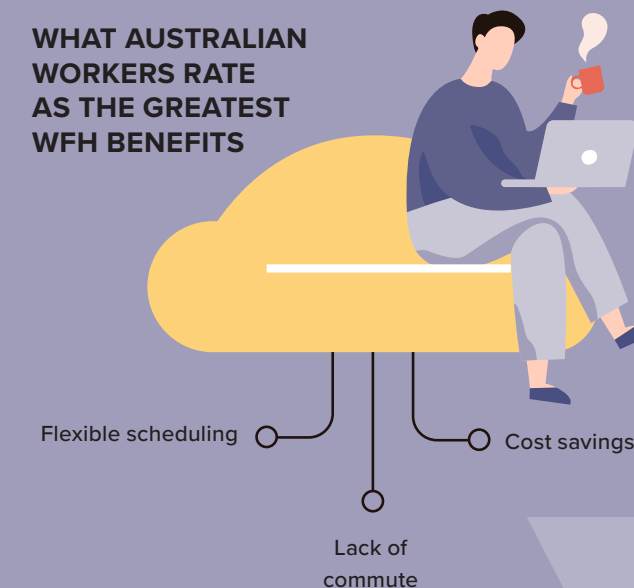 WHAT AUSTRALIAN
WORKERS RATE
AS THE GREATEST
WFH BENEFITS
Flexible scheduling
Cost savings
Lack of
commute